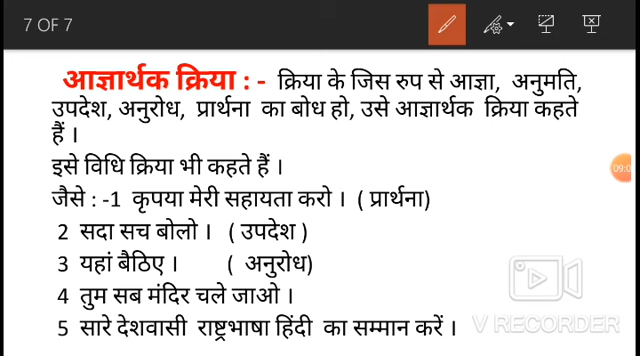 7 OF 7
आज्ञार्थक क्रिया : - क्रिया के जिस रुप से आज्ञा, अनुमति,
उपदेश, अनुरोध, प्रार्थना का बोध हो, उसे आज्ञार्थक क्रिया कहते
हैं ।
इसे विधि क्रिया भी कहते हैं ।
जैसे : -1 कृपया मेरी सहायता करो । ( प्रार्थना)
2 सदा सच बोलो । ( उपदेश )
3 यहां बैठिए । ( अनुरोध)
4 तुम सब मंदिर चले जाओ ।
5 सारे देशवासी राष्ट्रभाषा हिंदी का सम्मान करें ।
V RECORDER